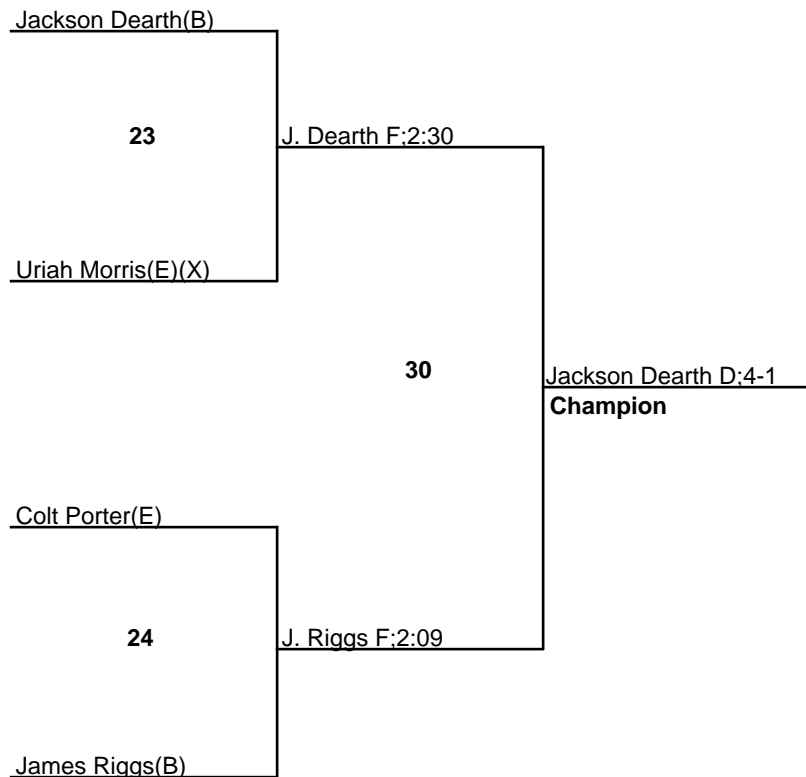 Jackson Dearth(B)
23
J. Dearth F;2:30
Uriah Morris(E)(X)
30
Jackson Dearth D;4-1
Champion
Colt Porter(E)
24
J. Riggs F;2:09
James Riggs(B)